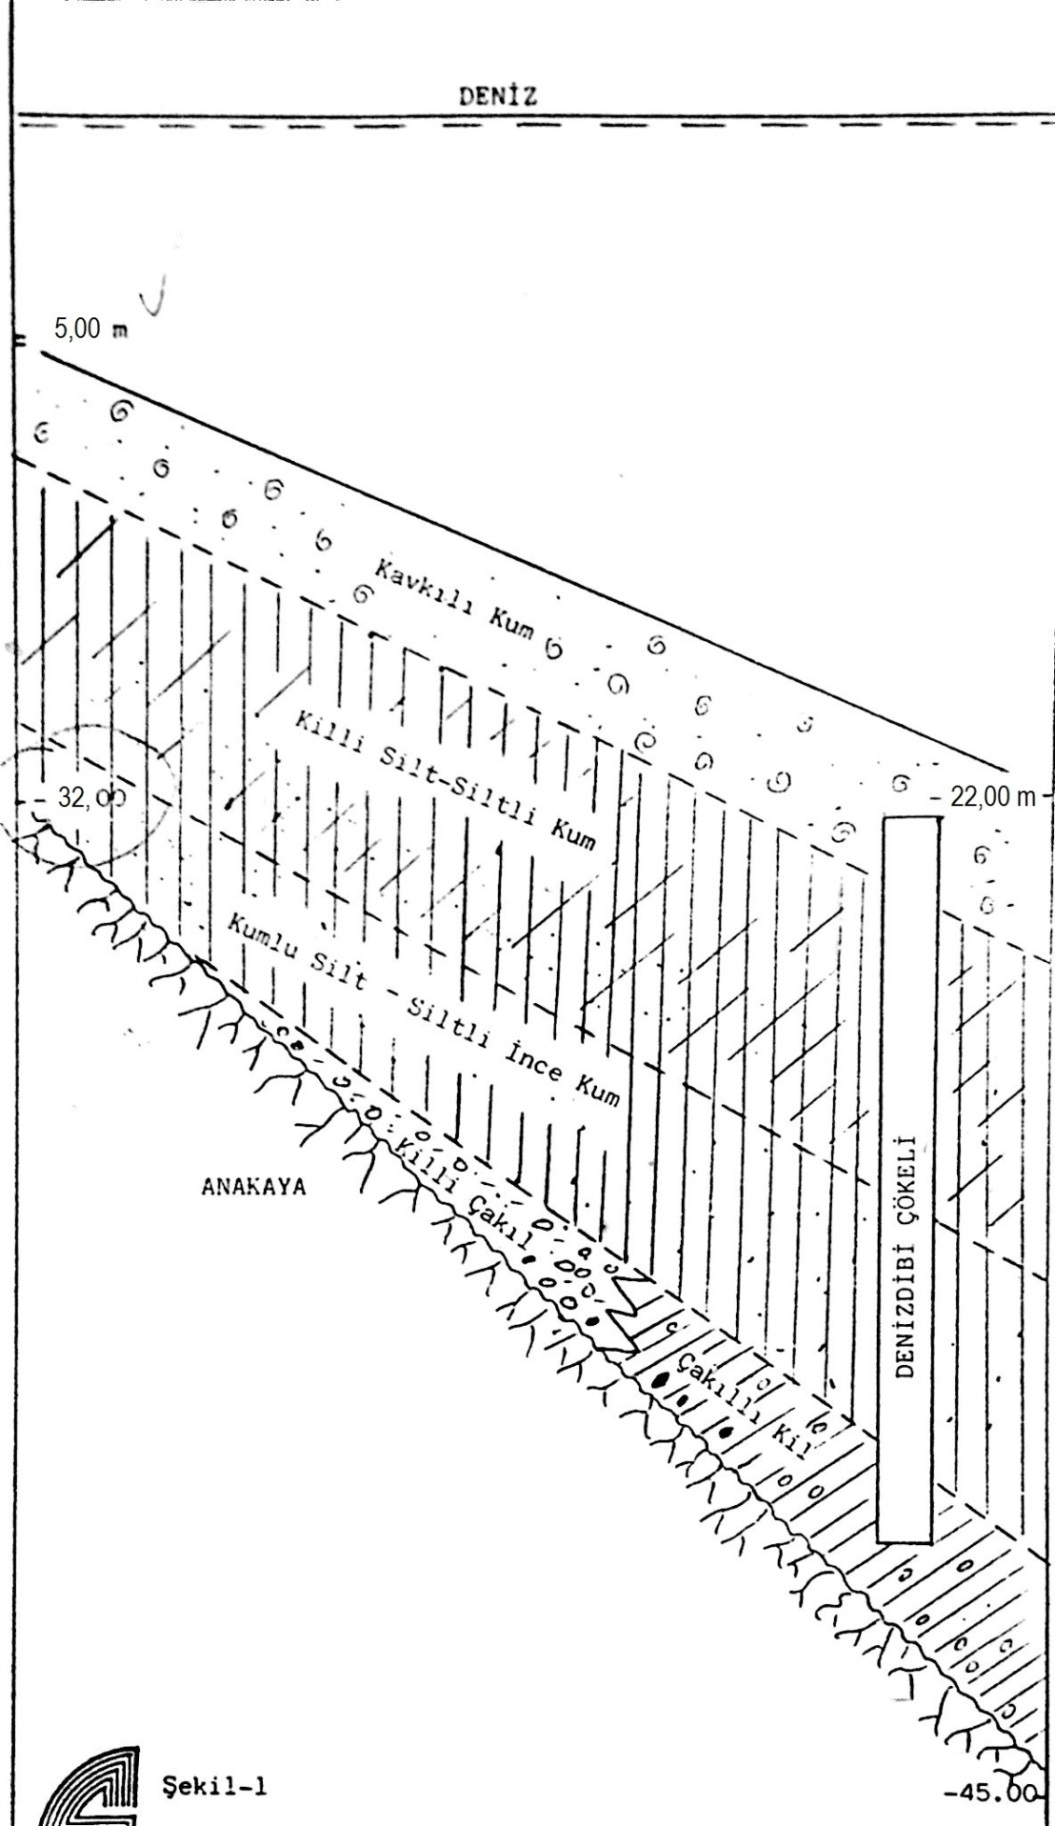 DENİZ
5,00 m
Kavkılı Kum
Killi Silt-Siltli Kum
- 32,00
- 22,00 m
Kumlu Silt - Siltli İnce Kum
Killi Çakıl
ANAKAYA
DENİZDİBİ ÇÖKELİ
Çakıllı Kil
Şekil-1
-45.00